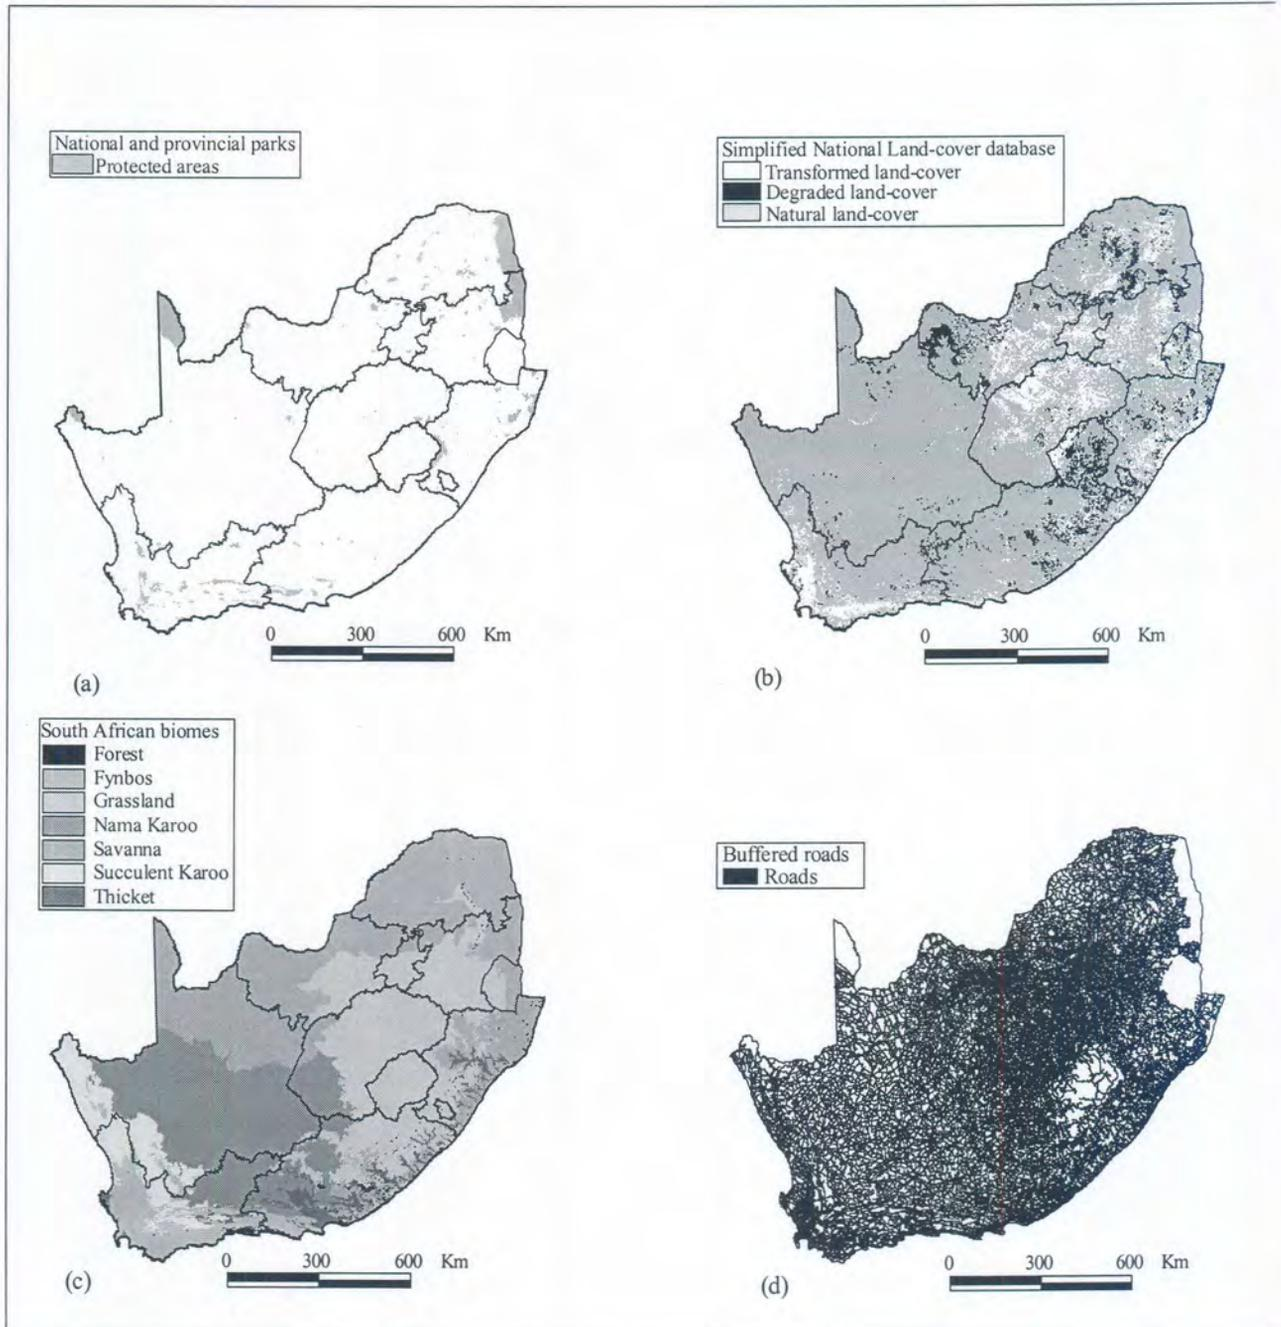 National and provincial parks
Protected areas
0 300 600 Km
(a)
Simplified National Land-cover database
Transformed land-cover
Degraded land-cover
Natural land-cover
0 300 600 Km
(b)
South African biomes
Forest
Fynbos
Grassland
Nama Karoo
Savanna
Succulent Karoo
Thicket
0 300 600 Km
(c)
Buffered roads
Roads
0 300 600 Km
(d)